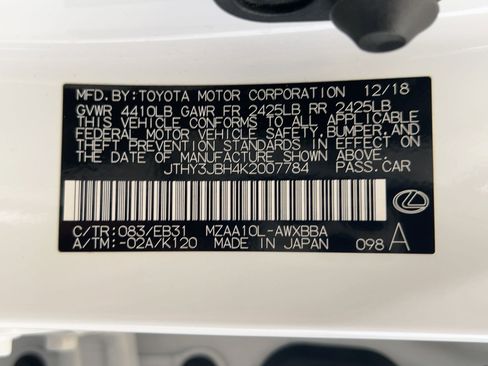 MFD. BY: TOYOTA MOTOR CORPORATION 12/18
GVWR 4410LB GAWR FR 2425LB RR 2425LB
THIS VEHICLE CONFORMS TO ALL APPLICABLE
FEDERAL MOTOR VEHICLE SAFETY, BUMPER, AND
THEFT PREVENTION STANDARDS IN EFFECT ON
THE DATE OF MANUFACTURE SHOWN ABOVE.
JTHY3JBH4K2007784 PASS.CAR
C/TR: 083/EB31 MZAA10L-AWXBBA
A/TM: -02A/K120 MADE IN JAPAN 098 A